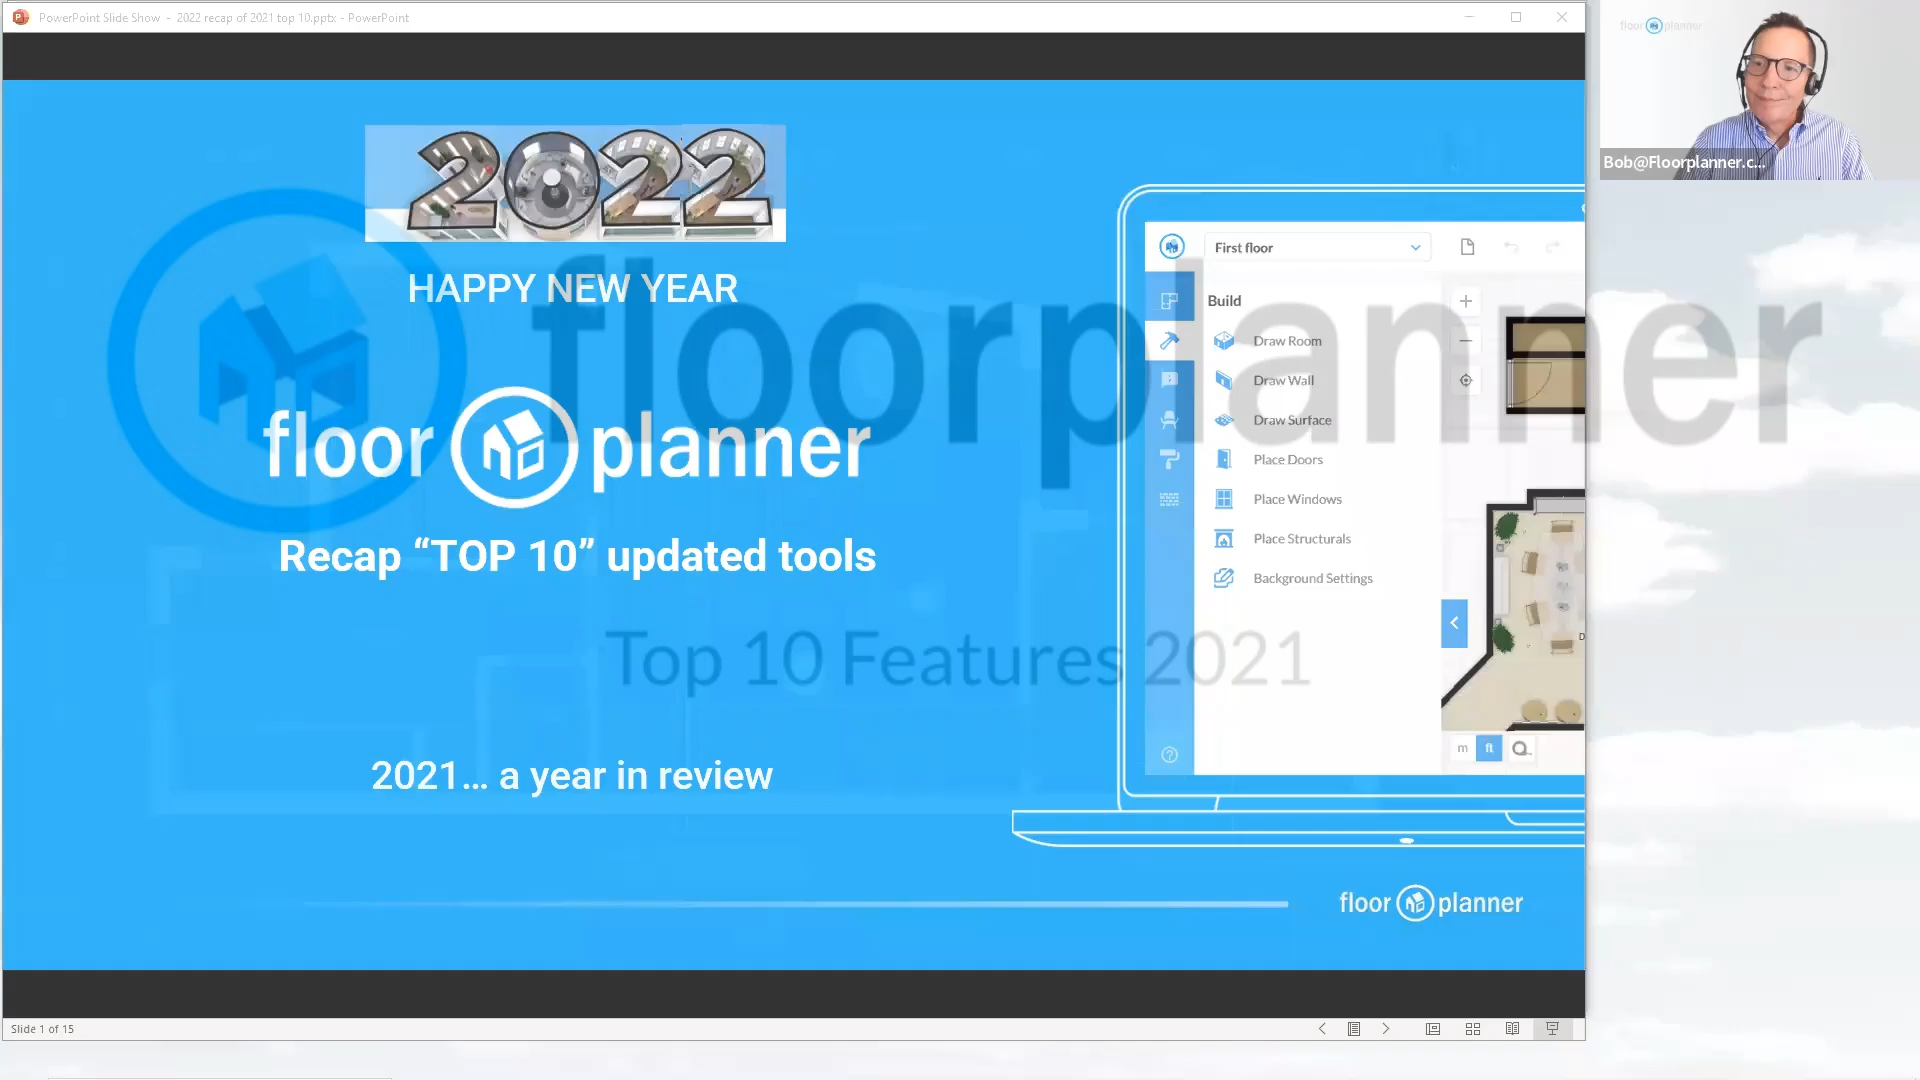 PowerPoint Slide Show - 2022 recap of 2021 top 10.pptx - PowerPoint
floor planner
Bob@Floorplanner.c...
2022
HAPPY NEW YEAR
floorplanner
floor planner
Recap “TOP 10” updated tools
Top 10 Features 2021
2021... a year in review
First floor
Build
Draw Room
Draw Wall
Draw Surface
Place Doors
Place Windows
Place Structurals
Background Settings
D
m ft
floor planner
Slide 1 of 15